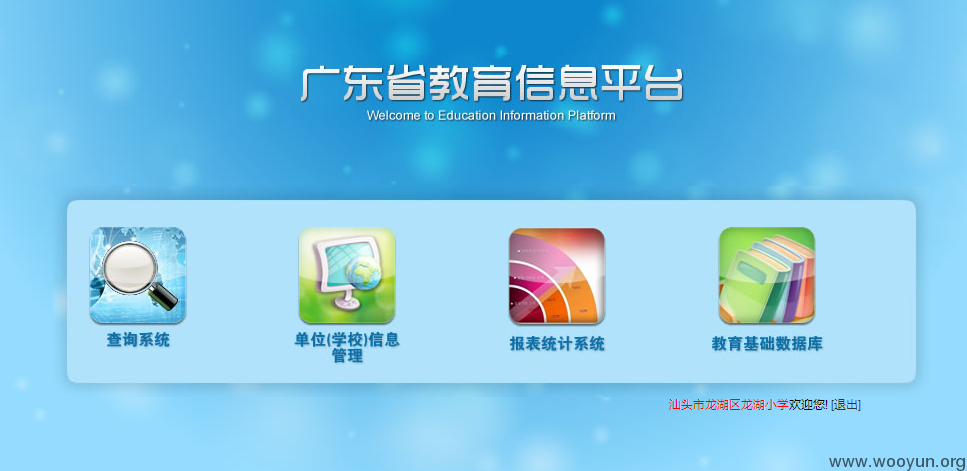 广东省教育信息平台
Welcome to Education Information Platform
查询系统
单位(学校)信息
管理
报表统计系统
教育基础数据库
汕头市龙湖区龙湖小学欢迎您! [退出]
www.wooyun.org